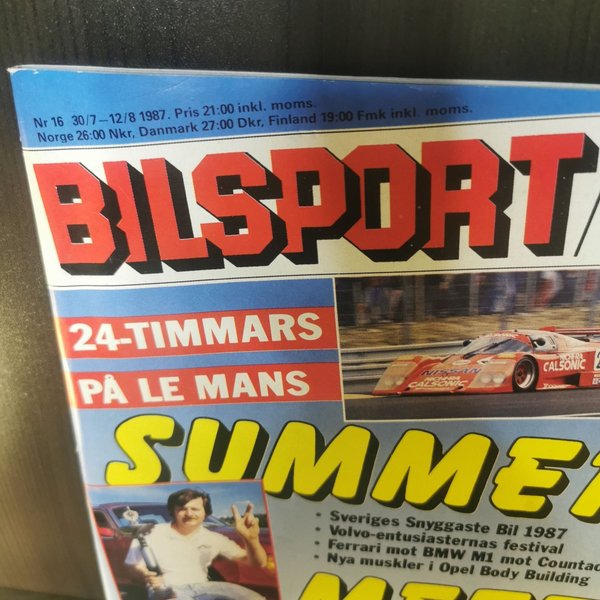 Nr 16 30/7-12/8 1987. Pris 21:00 inkl. moms.
Norge 26:00 Nkr, Danmark 27:00 Dkr, Finland 19:00 Fmk inkl. moms.
BILSPORT/
24-TIMMARS
PÅ LE MANS
NISSAN
CALSONIC
CALSONIC
SUMMER
• Sveriges Snyggaste Bil 1987
• Volvo-entusiasternas festival
• Ferrari mot BMW M1 mot Countac
• Nya muskler i Opel Body Building